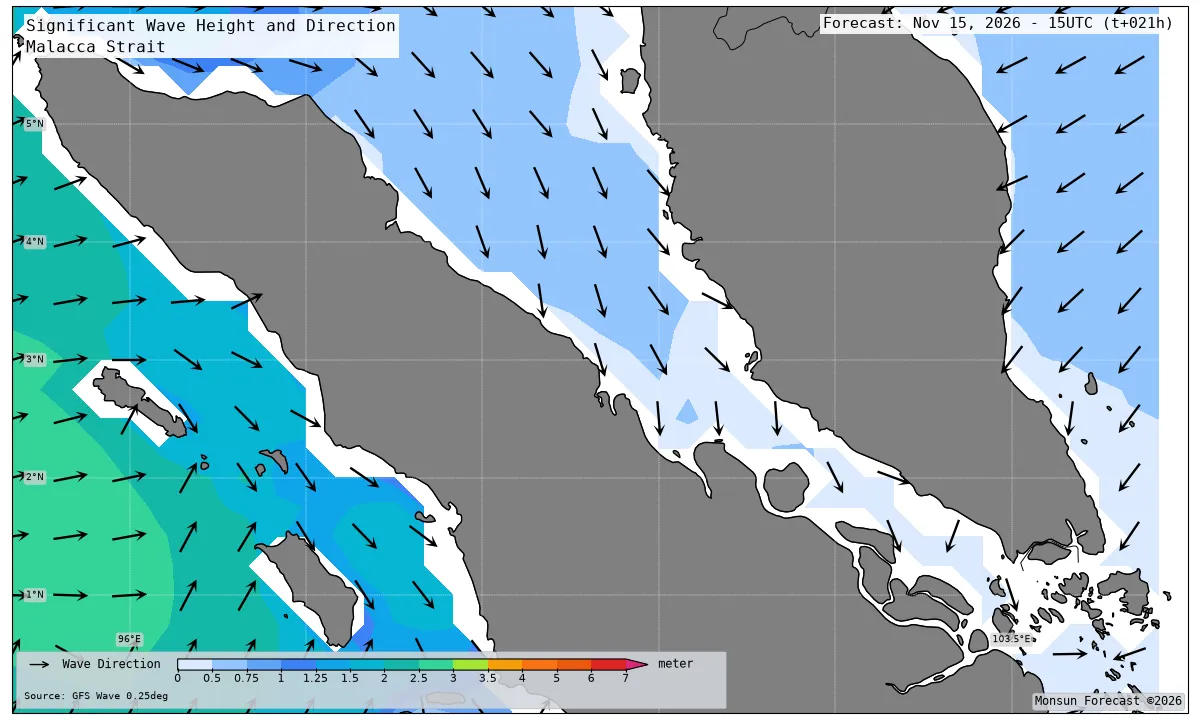 Significant Wave Height and Direction
Malacca Strait
Forecast: Nov 15, 2026 - 15UTC (t+021h)
5°N
4°N
3°N
2°N
1°N
96°E
103.5°E
Wave Direction
0 0.5 0.75 1 1.25 1.5 2 2.5 3 3.5 4 5 6 7
meter
Source: GFS Wave 0.25deg
Monsun Forecast ©2026